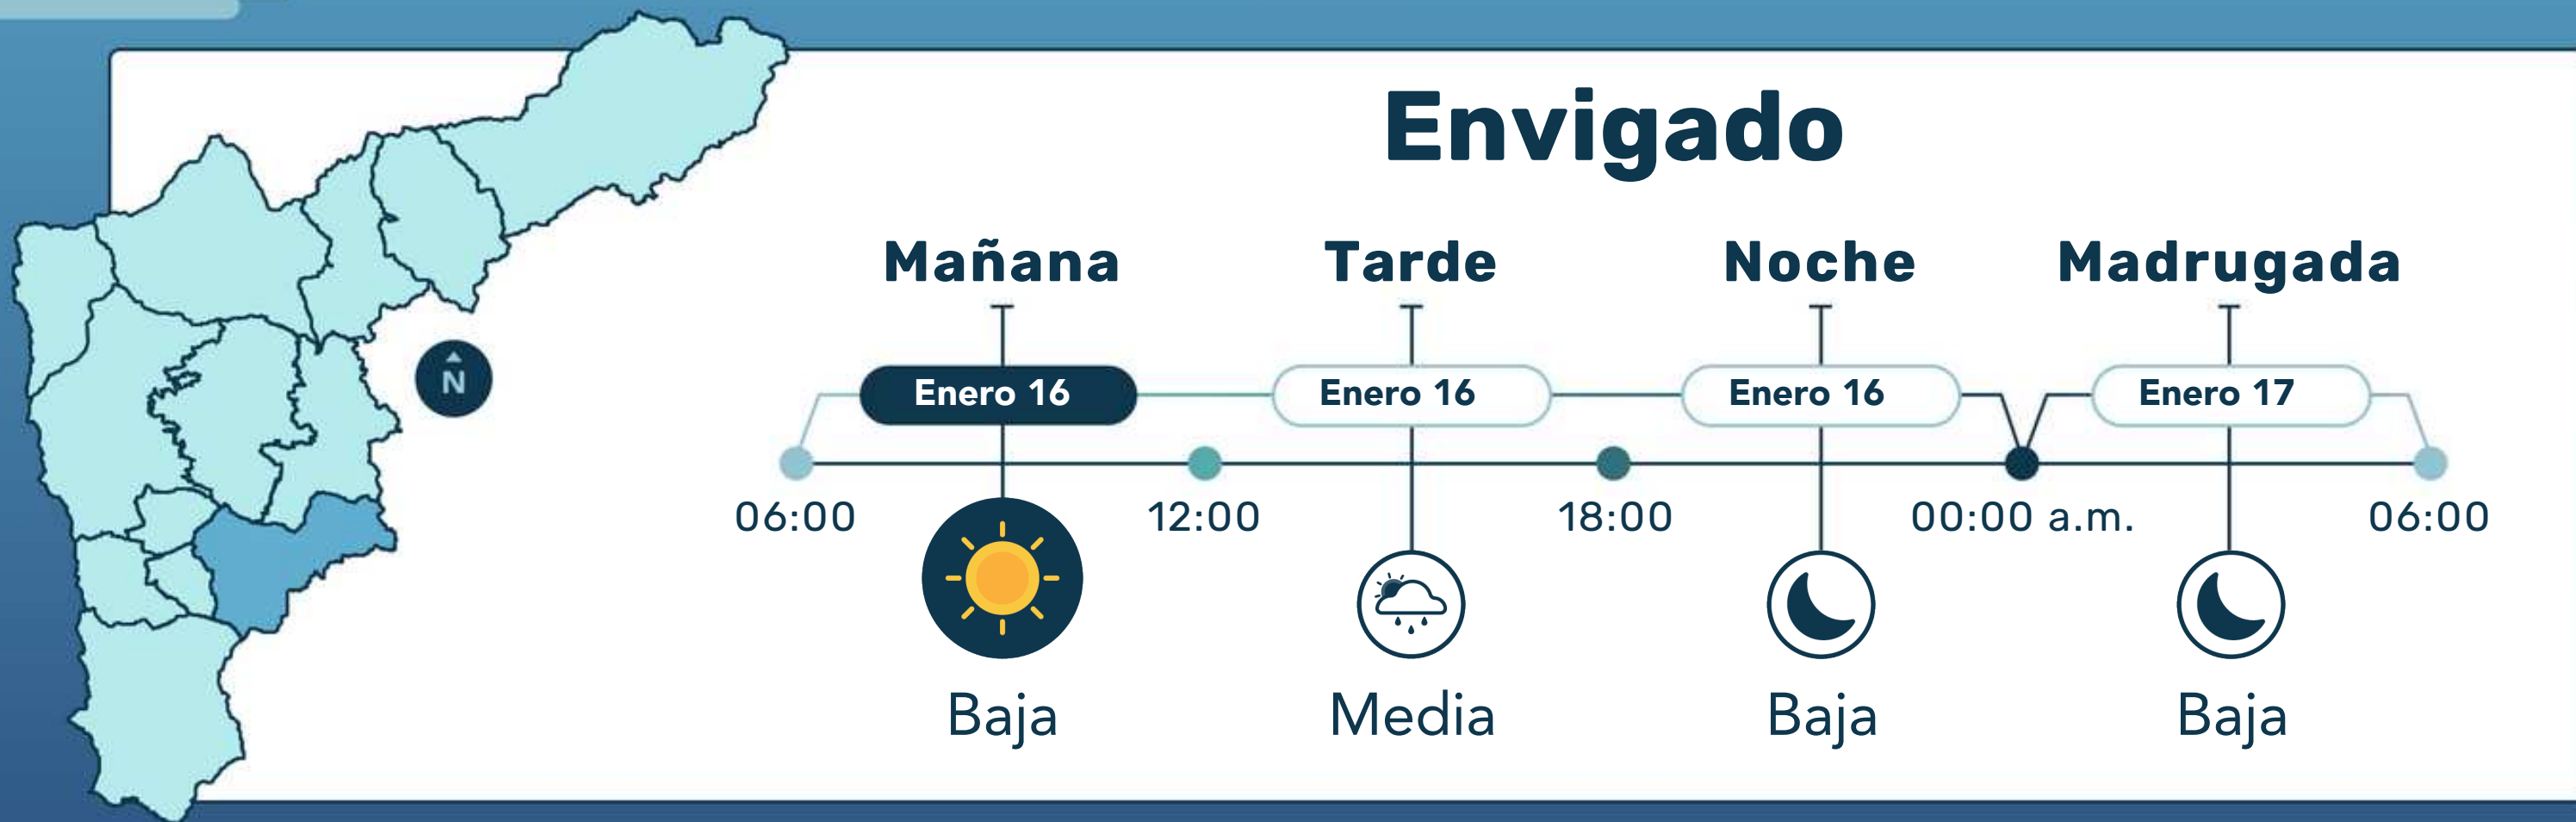 Envigado
Mañana Tarde Noche Madrugada
N
Enero 16 Enero 16 Enero 16 Enero 17
06:00 12:00 18:00 00:00 a.m. 06:00
Baja Media Baja Baja